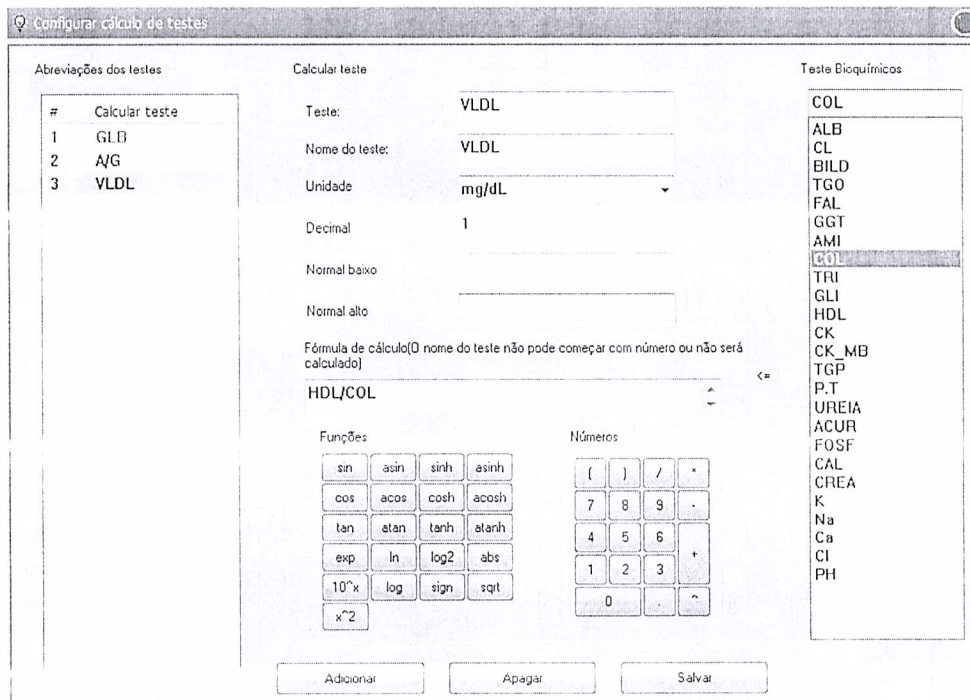 Configurar cálculo de testes
Abreviações dos testes
# Calcular teste
1 GLB
2 A/G
3 VLDL
Calcular teste
Teste: VLDL
Nome do teste: VLDL
Unidade mg/dL
Decimal 1
Normal baixo
Normal alto
Fórmula de cálculo(O nome do teste não pode começar com número ou não será
calculado)
HDL/COL
<=
Funções
sin asin sinh asinh
cos acos cosh acosh
tan atan tanh atanh
exp ln log2 abs
10^x log sign sqrt
x^2
Números
( ) / *
7 8 9 -
4 5 6 +
1 2 3
0 . ^
Teste Bioquímicos
COL
ALB
CL
BILD
TGO
FAL
GGT
AMI
COL
TRI
GLI
HDL
CK
CK_MB
TGP
P.T
UREIA
ACUR
FOSF
CAL
CREA
K
Na
Ca
Cl
PH
Adicionar Apagar Salvar